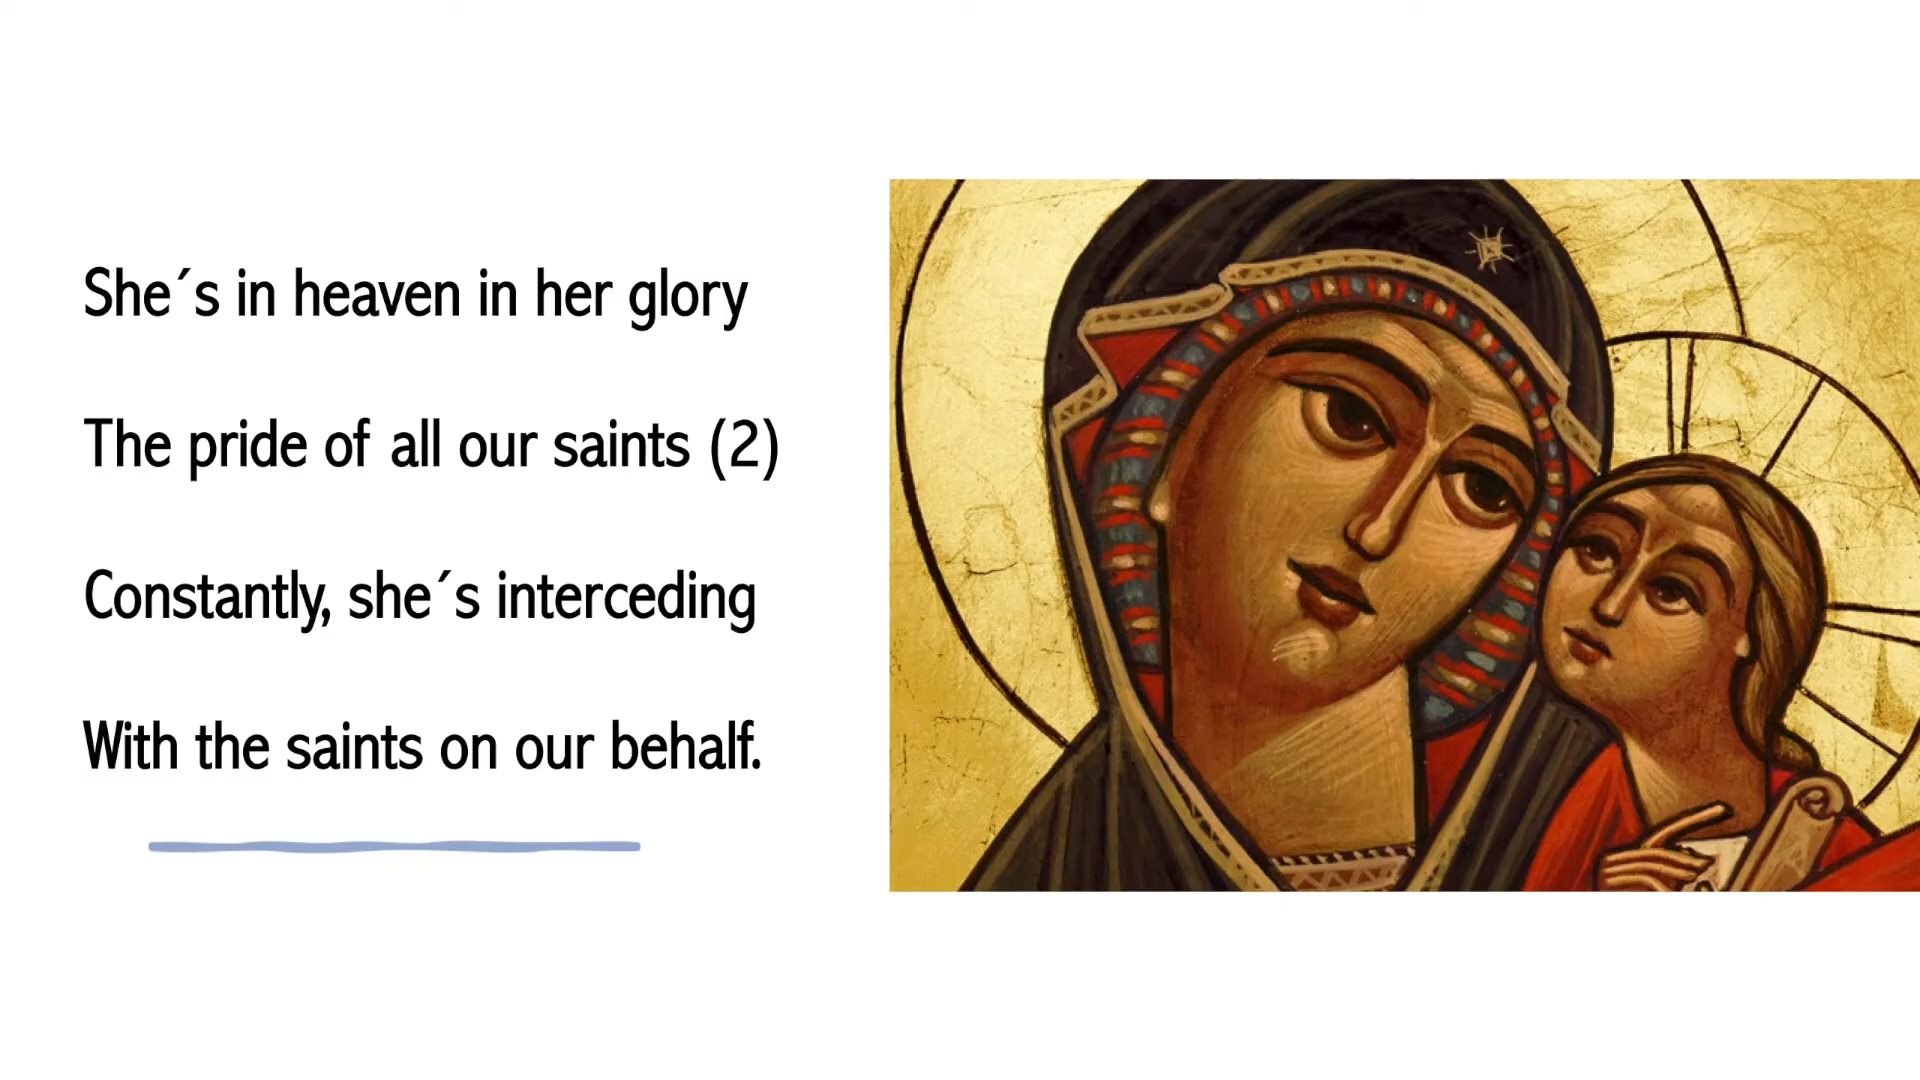 She´s in heaven in her glory
The pride of all our saints (2)
Constantly, she´s interceding
With the saints on our behalf.